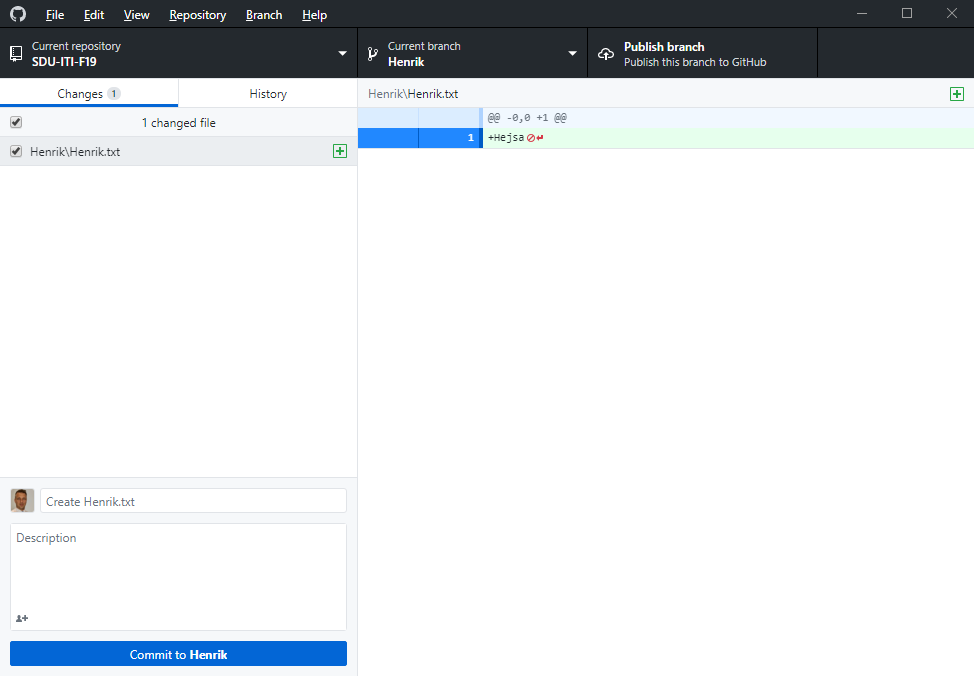 File Edit View Repository Branch Help
Current repository
SDU-ITI-F19
Current branch
Henrik
Publish branch
Publish this branch to GitHub
Changes 1
History
Henrik\Henrik.txt
1 changed file
Henrik\Henrik.txt
@@ -0,0 +1 @@
1 +Hejsa
Create Henrik.txt
Description
Commit to Henrik